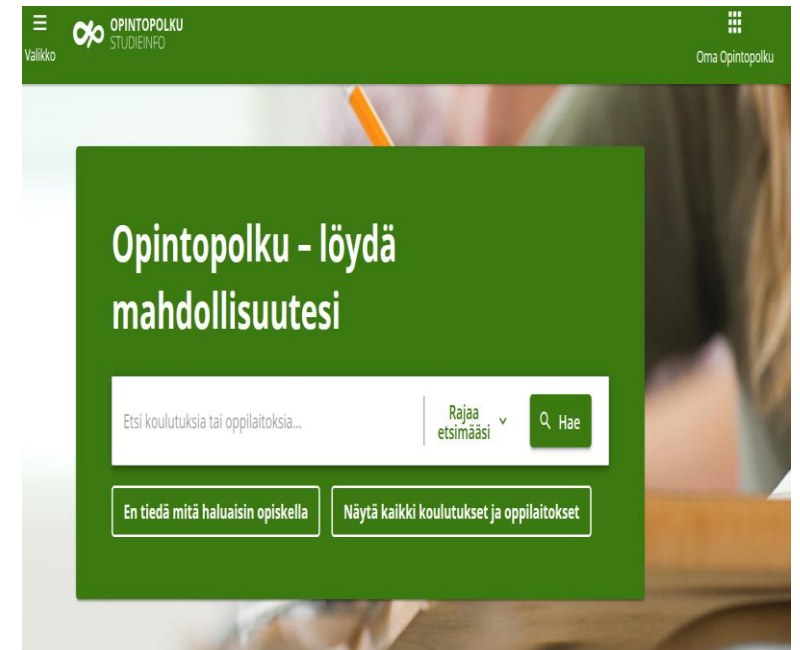 OPINTOPOLKU
STUDIEINFO
Valikko
Oma Opintopolku
Opintopolku – löydä
mahdollisuutesi
Etsi koulutuksia tai oppilaitoksia...
Rajaa
etsimääsi
Hae
En tiedä mitä haluaisin opiskella
Näytä kaikki koulutukset ja oppilaitokset